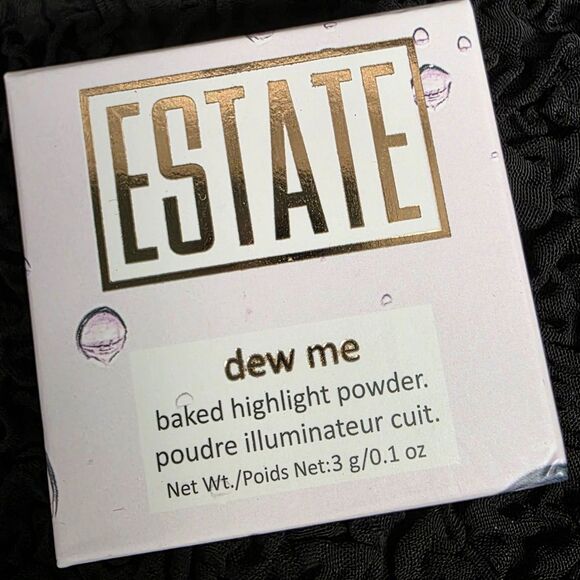 ESTATE
dew me
baked highlight powder.
poudre illuminateur cuit.
Net Wt./Poids Net:3 g/0.1 oz